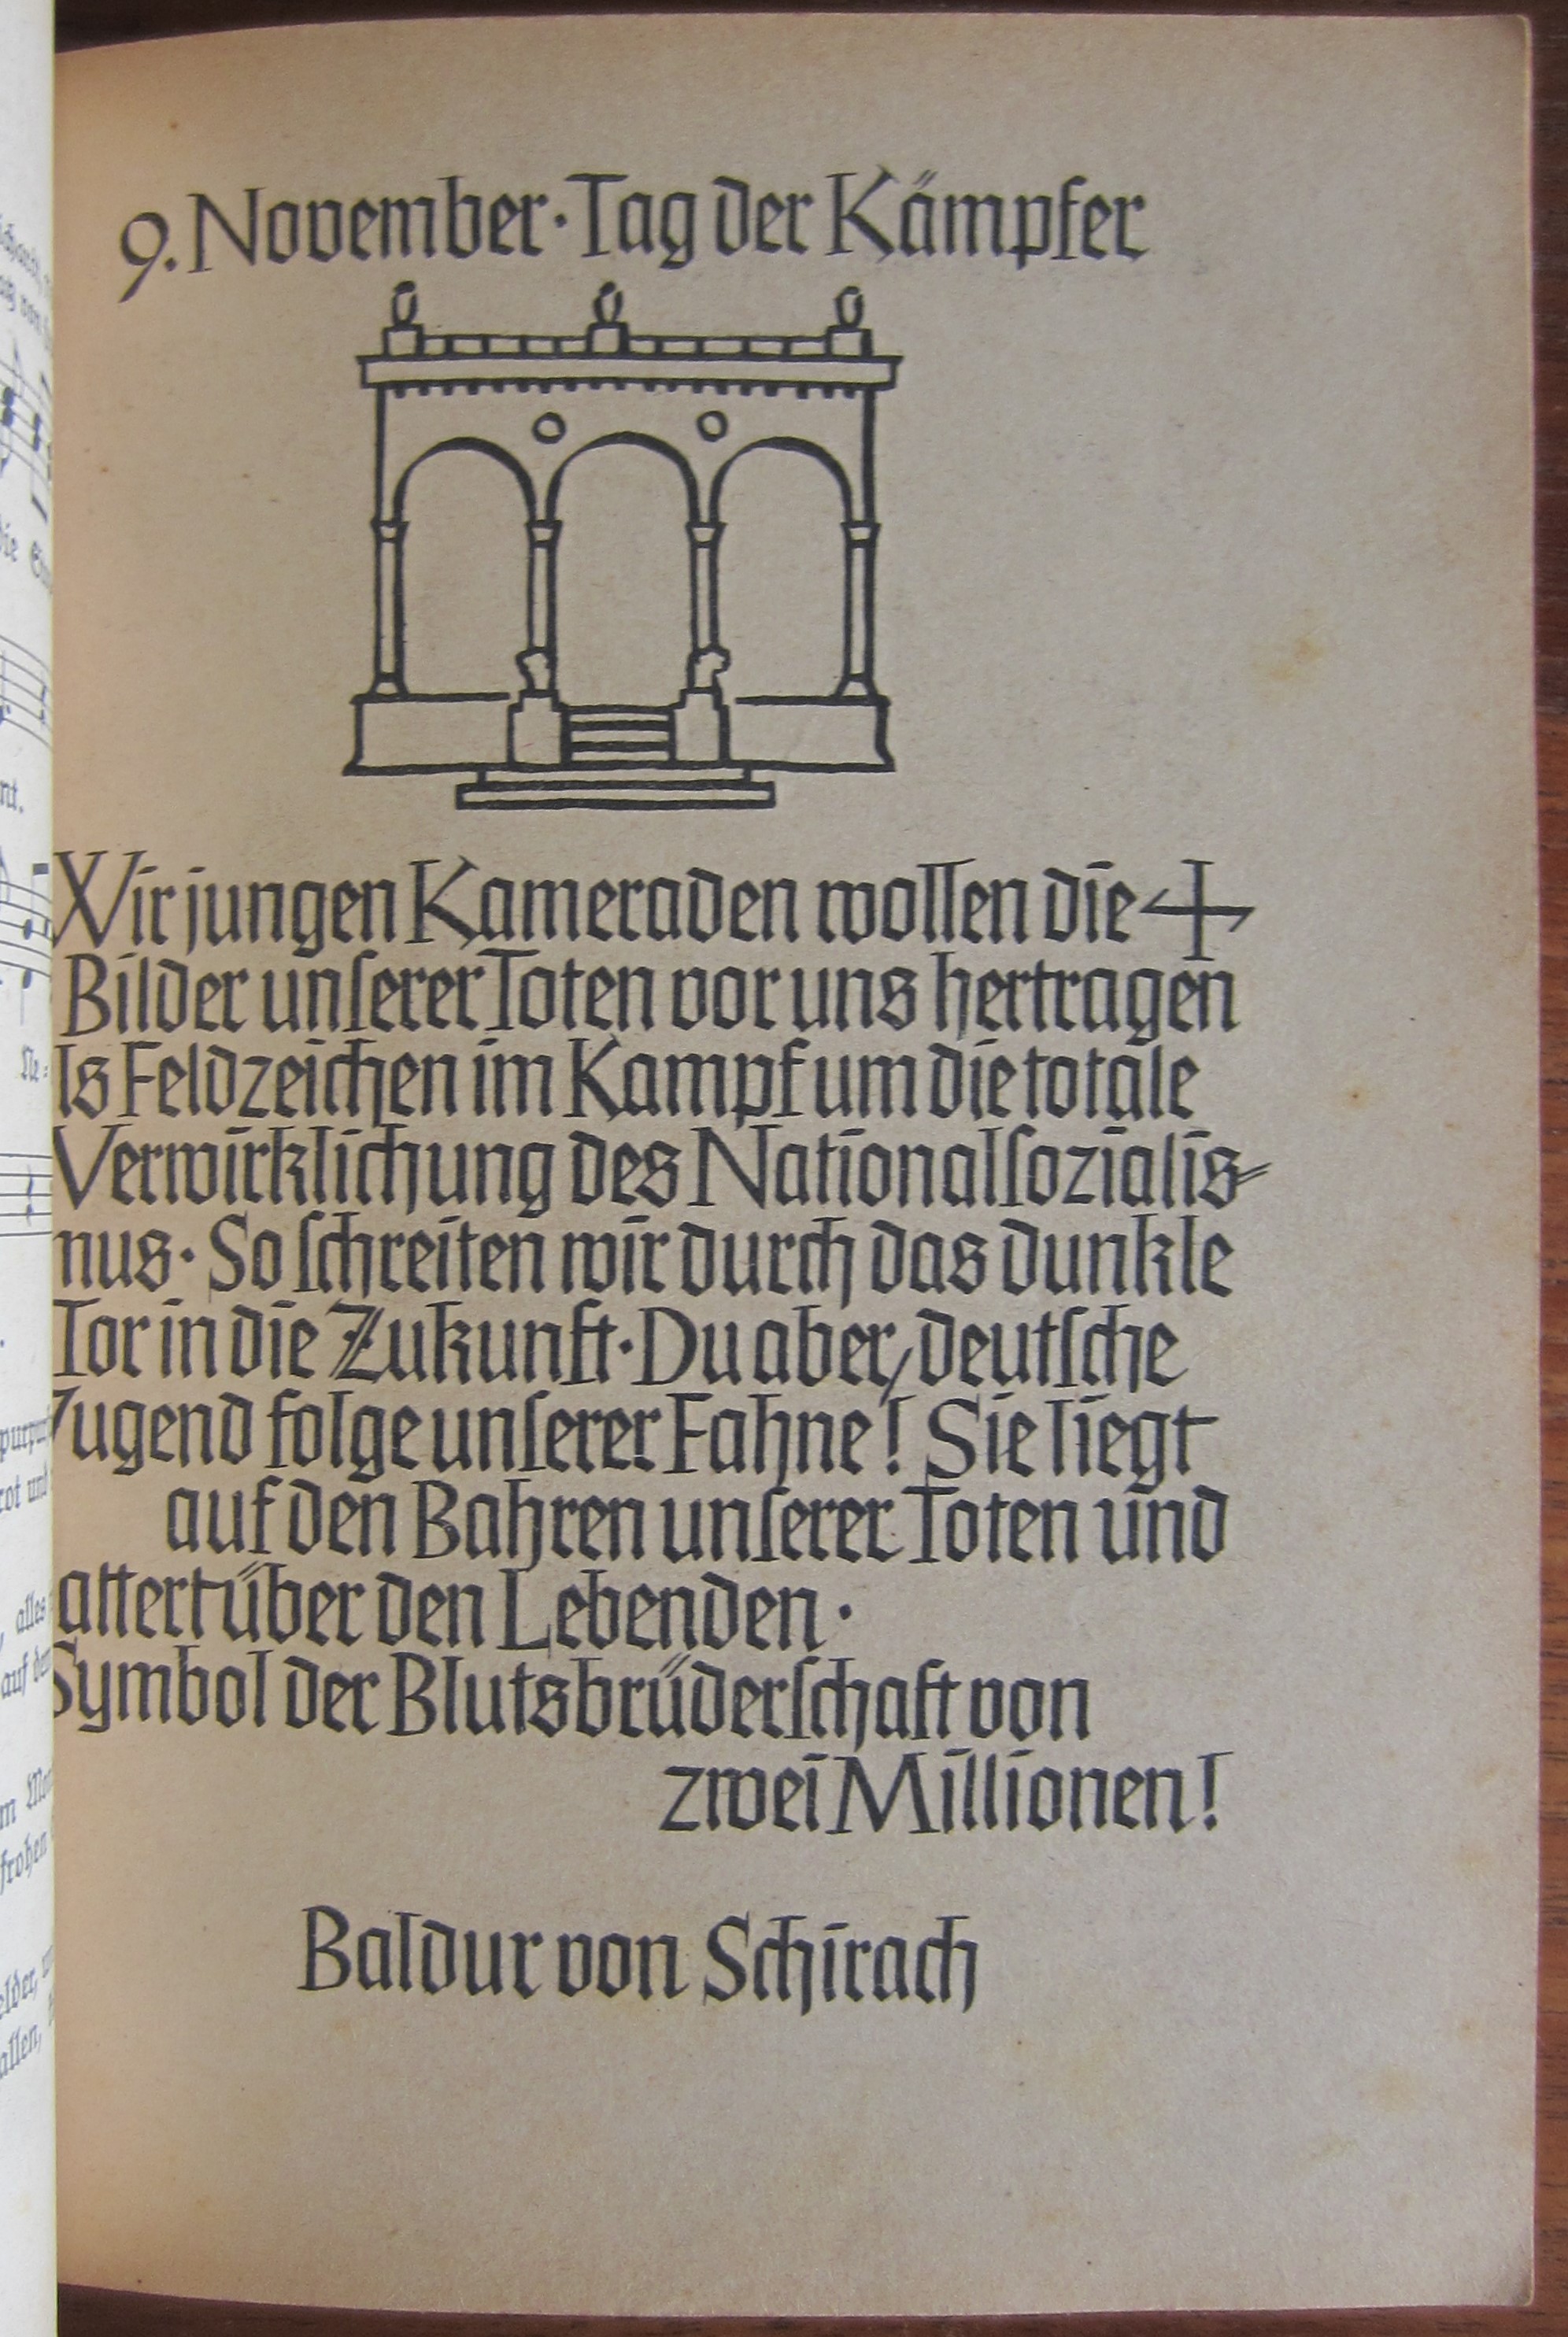 9. November · Tag der Kämpfer
Wir jungen Kameraden wollen die
Bilder unserer Toten vor uns hertragen
ls Feldzeichen im Kampf um die totale
Verwirklichung des Nationalsozialis=
mus · So schreiten wir durch das dunkle
Tor in die Zukunft · Du aber, deutsche
Jugend folge unserer Fahne! Sie liegt
auf den Bahren unserer Toten und
attert über den Lebenden ·
Symbol der Blutsbrüderschaft von
zwei Millionen!
Baldur von Schirach